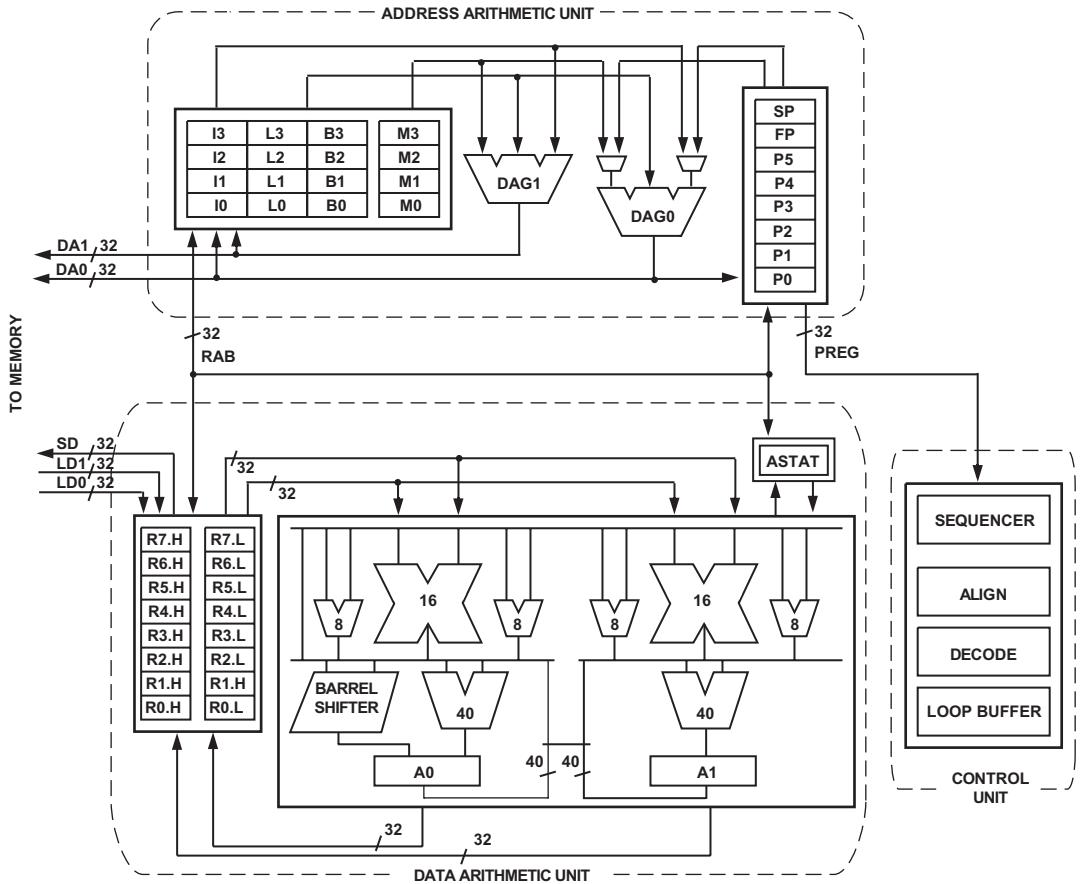 ADDRESS ARITHMETIC UNIT
I3 L3 B3 M3
I2 L2 B2 M2
I1 L1 B1 M1
I0 L0 B0 M0
DAG1
DAG0
SP
FP
P5
P4
P3
P2
P1
P0
DA1 32
DA0 32
TO MEMORY
32
RAB
32
PREG
SD 32
LD1 32
LD0 32
32
32
ASTAT
R7.H R7.L
R6.H R6.L
R5.H R5.L
R4.H R4.L
R3.H R3.L
R2.H R2.L
R1.H R1.H
R0.H R0.L
16
8
8
8
16
8
BARREL
SHIFTER
40
40
A0
40
40
A1
32
32
DATA ARITHMETIC UNIT
SEQUENCER
ALIGN
DECODE
LOOP BUFFER
CONTROL
UNIT